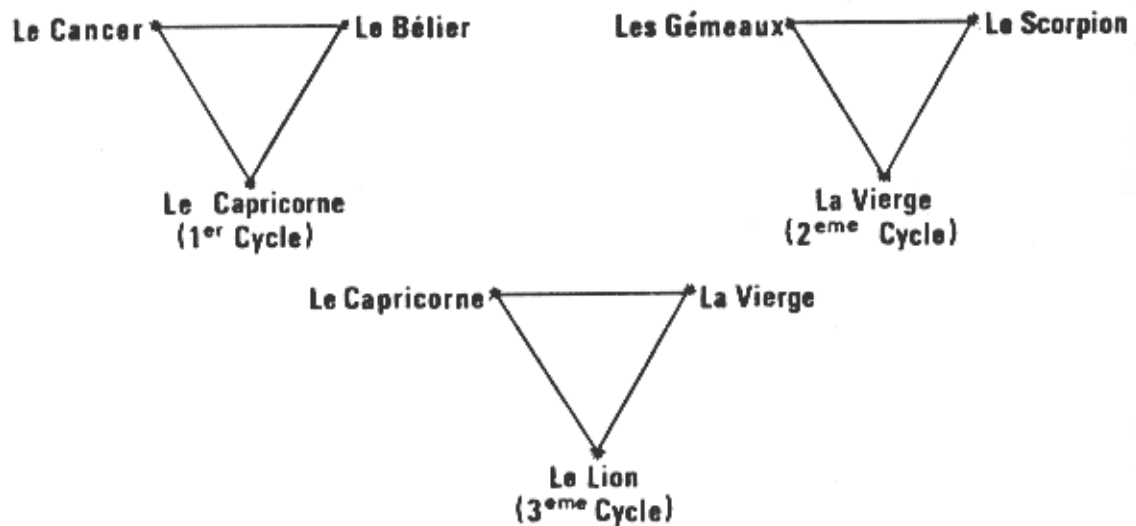 Le Cancer
Le Bélier
Les Gémeaux
Le Scorpion
Le Capricorne
(1er Cycle)
La Vierge
(2eme Cycle)
Le Capricorne
La Vierge
Le Lion
(3eme Cycle)